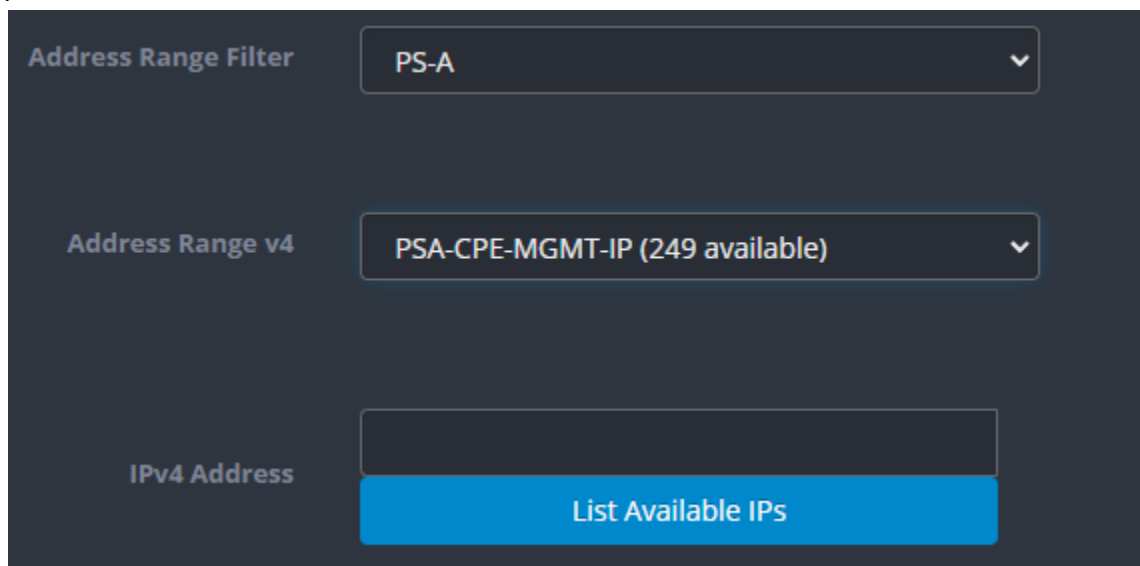 Address Range Filter
PS-A
Address Range v4
PSA-CPE-MGMT-IP (249 available)
IPv4 Address
List Available IPs